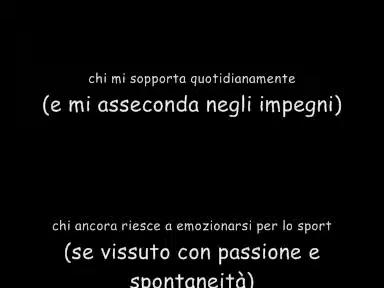 chi mi sopporta quotidianamente
(e mi asseconda negli impegni)
chi ancora riesce a emozionarsi per lo sport
(se vissuto con passione e
spontaneità)